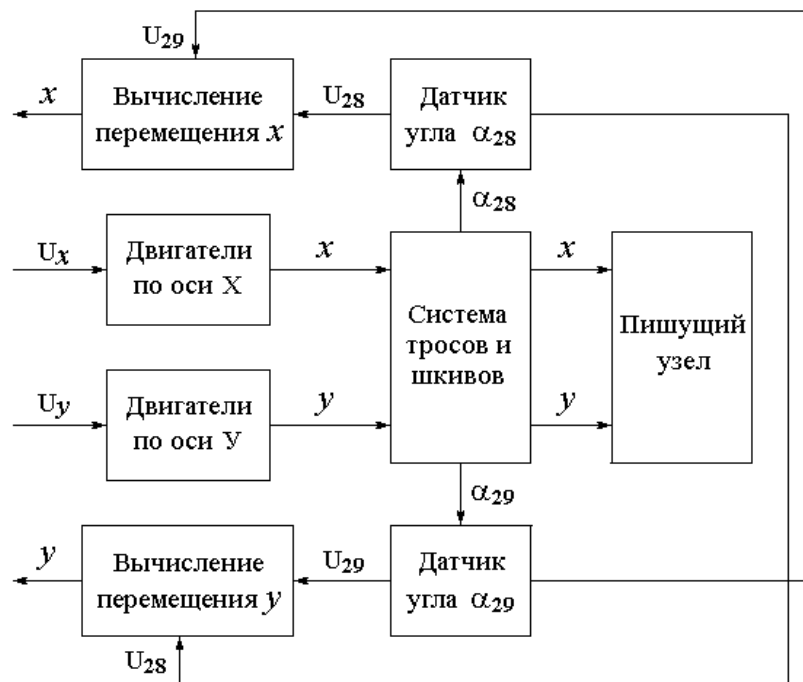 U29
x
Вычисление
перемещения x
U28
Датчик
угла α28
α28
Ux
Двигатели
по оси X
x
Система
тросов и
шкивов
x
Пишущий
узел
Uy
Двигатели
по оси У
y
y
α29
y
Вычисление
перемещения y
U29
Датчик
угла α29
U28